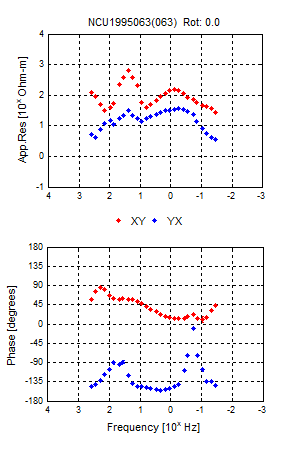 NCU1995063(063) Rot: 0.0
App.Res [10ˣ Ohm-m]
4
3
2
1
0
-1
4 3 2 1 0 -1 -2 -3
XY YX
Phase [degrees]
180
135
90
45
0
-45
-90
-135
-180
4 3 2 1 0 -1 -2 -3
Frequency [10ˣ Hz]